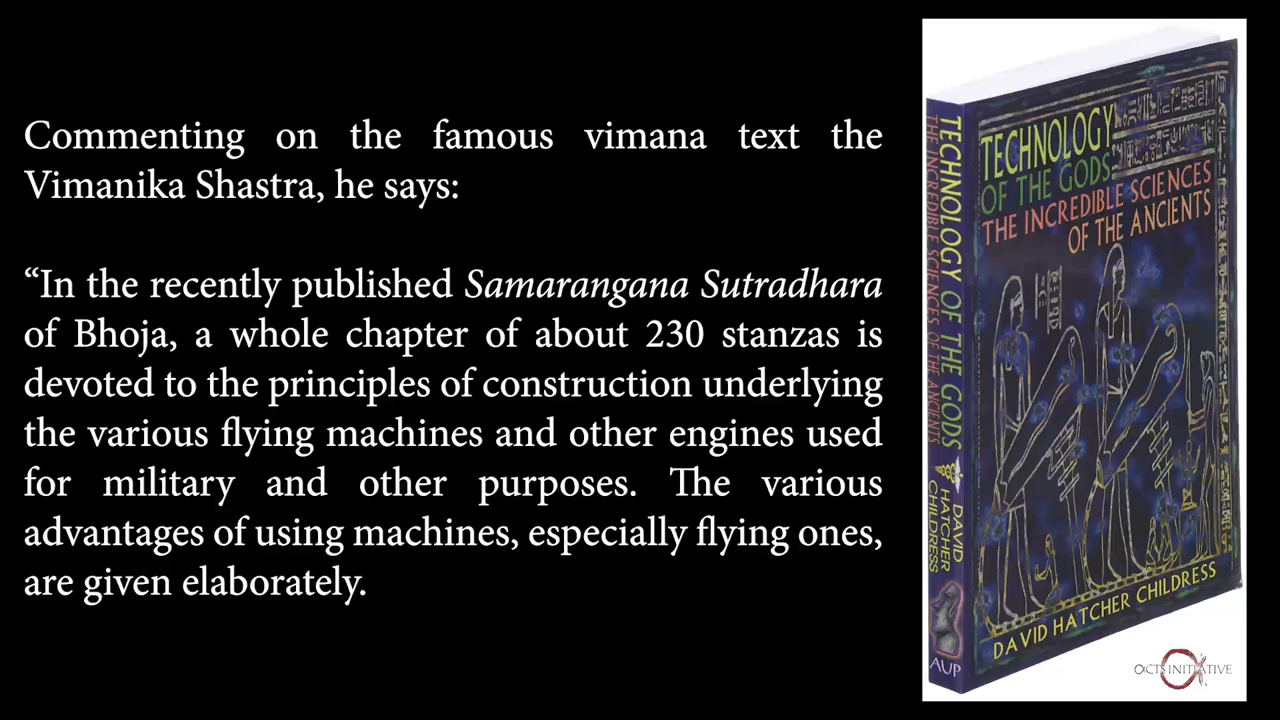 Commenting on the famous vimana text the
Vimanika Shastra, he says:
“In the recently published Samarangana Sutradhara
of Bhoja, a whole chapter of about 230 stanzas is
devoted to the principles of construction underlying
the various flying machines and other engines used
for military and other purposes. The various
advantages of using machines, especially flying ones,
are given elaborately.
TECHNOLOGY OF THE GODS
THE INCREDIBLE SCIENCES OF THE ANCIENTS
DAVID
HATCHER
CHILDRESS
AUP
TECHNOLOGY
OF THE GODS
THE INCREDIBLE SCIENCES
OF THE ANCIENTS
DAVID HATCHER CHILDRESS
INITIATIVE